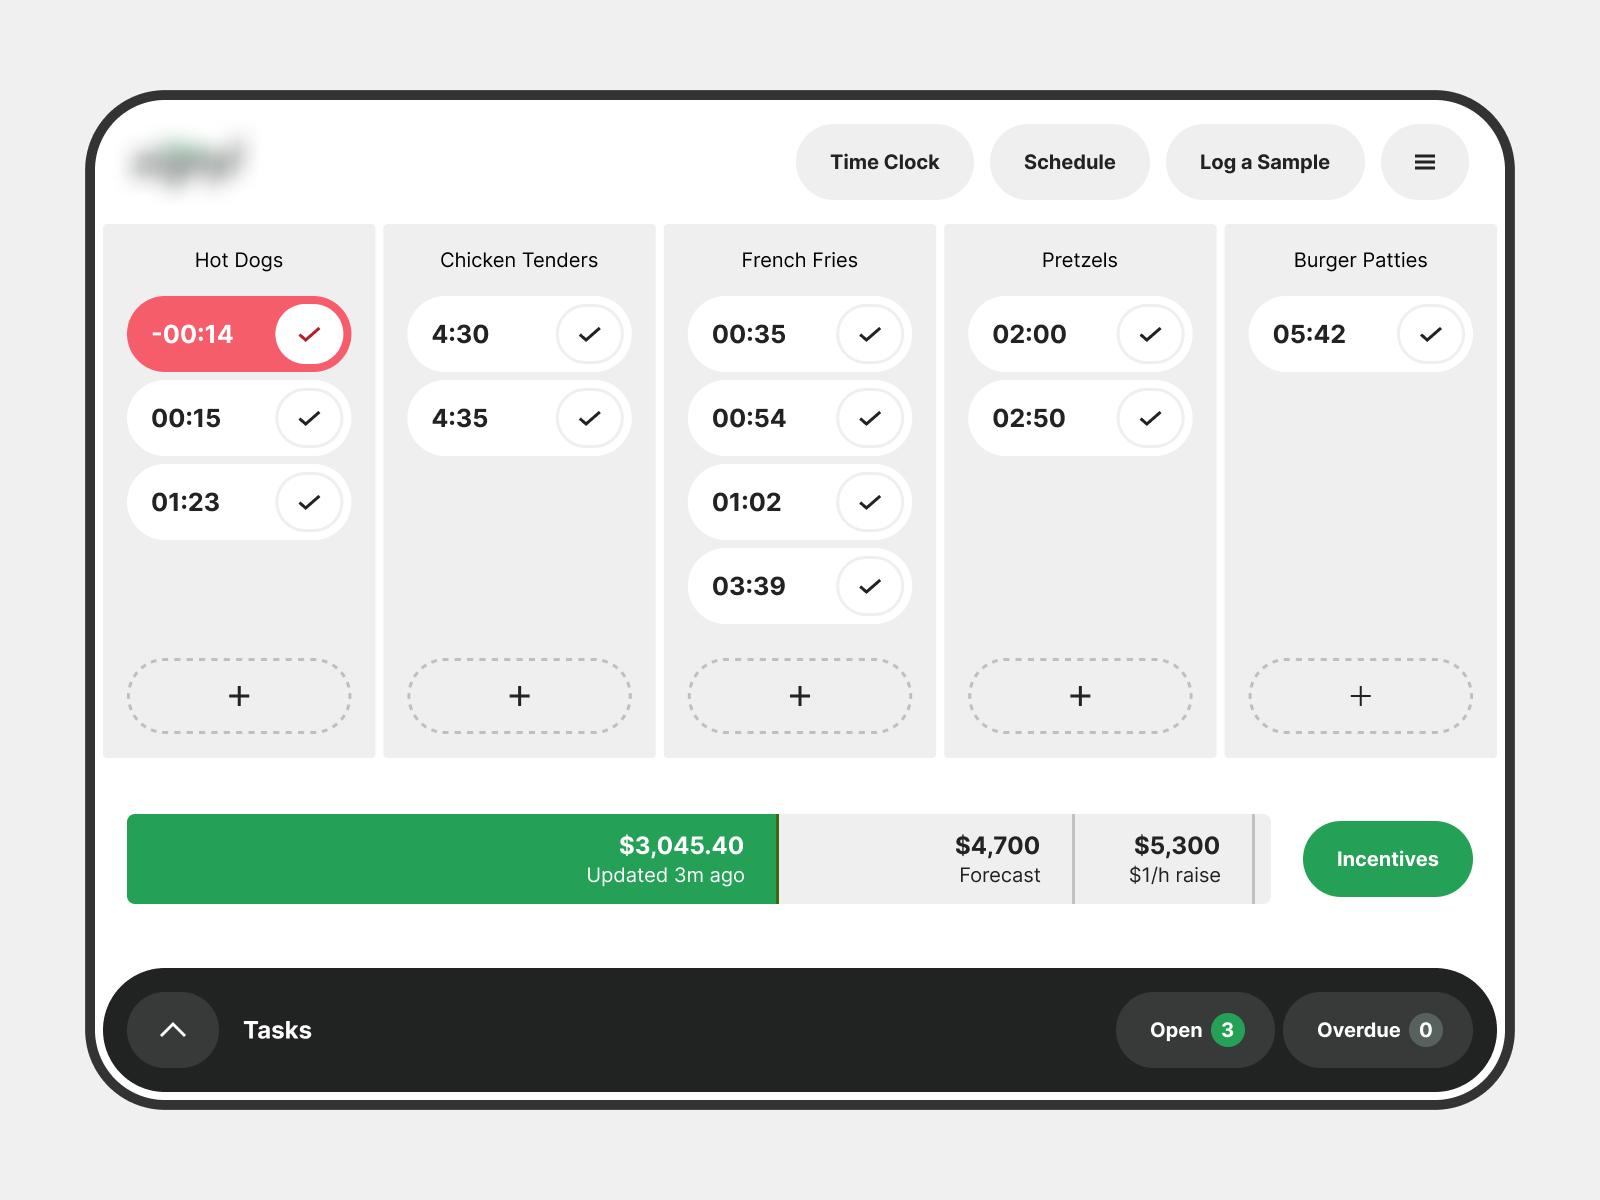 Time Clock
Schedule
Log a Sample
Hot Dogs
-00:14
00:15
01:23
Chicken Tenders
4:30
4:35
French Fries
00:35
00:54
01:02
03:39
Pretzels
02:00
02:50
Burger Patties
05:42
$3,045.40
Updated 3m ago
$4,700
Forecast
$5,300
$1/h raise
Incentives
Tasks
Open 3
Overdue 0